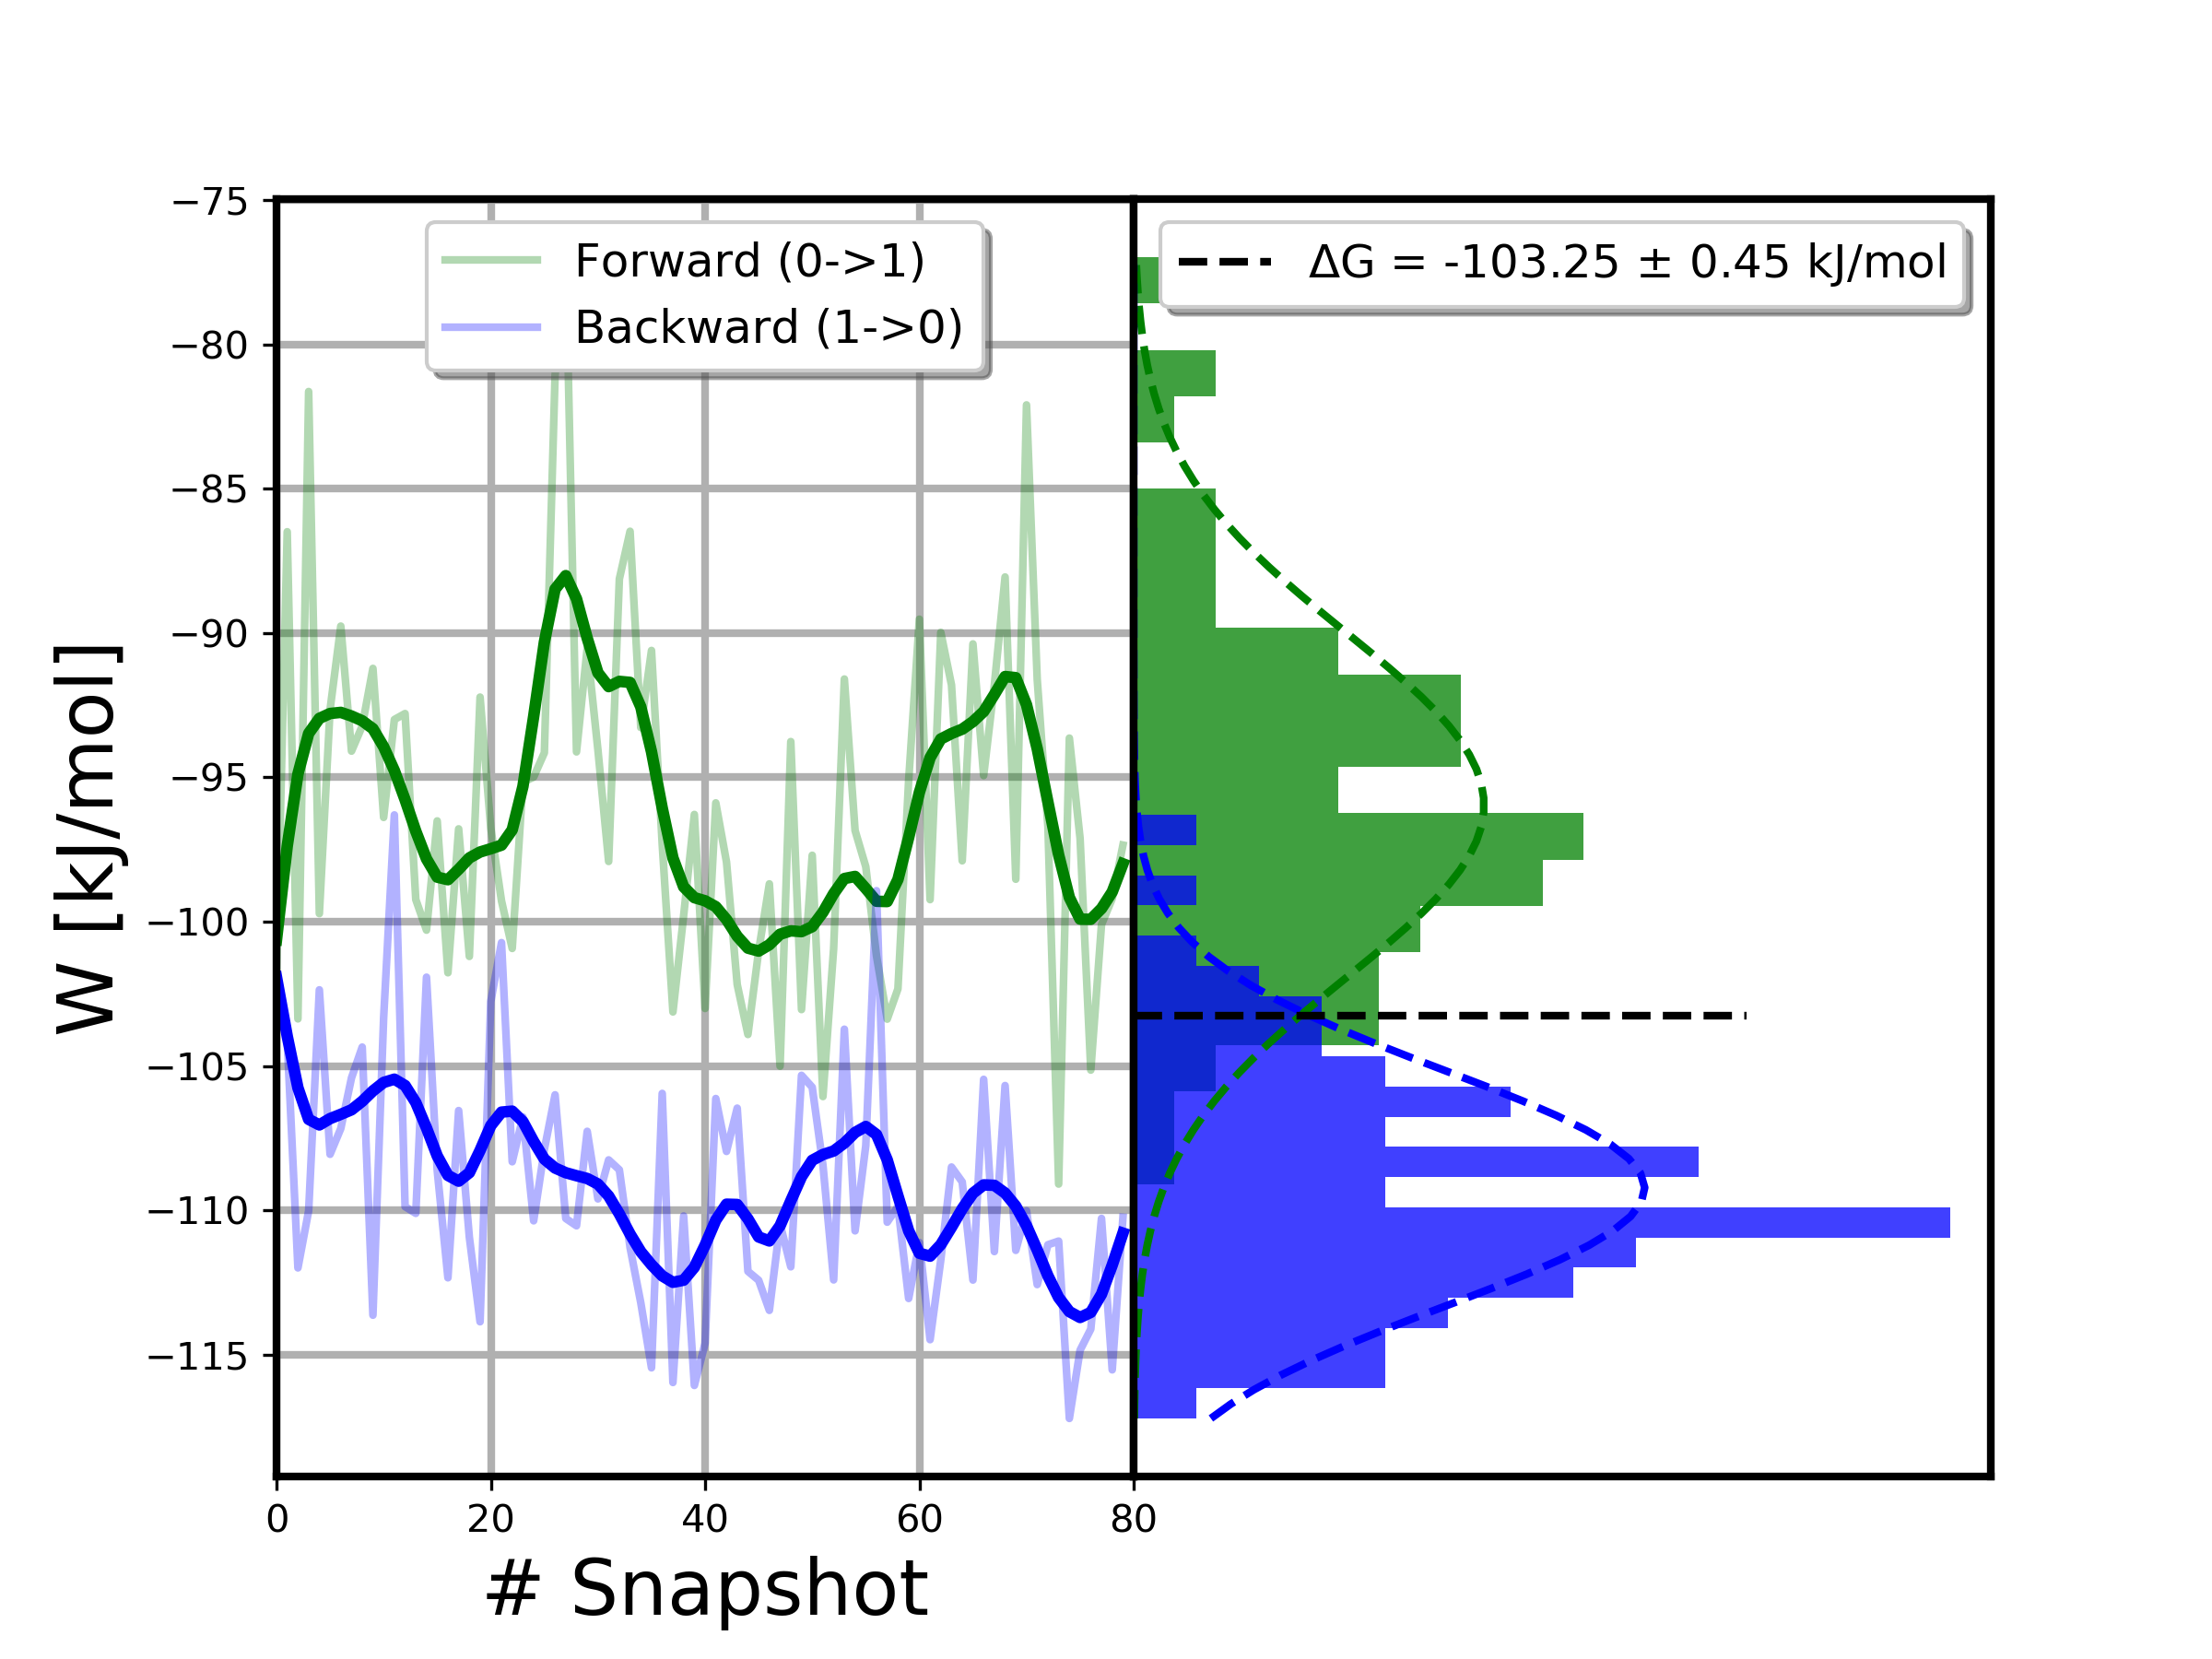 −75
−80
−85
−90
−95
−100
−105
−110
−115
W [kJ/mol]
Forward (0->1)
Backward (1->0)
ΔG = -103.25 ± 0.45 kJ/mol
0 20 40 60 80
# Snapshot